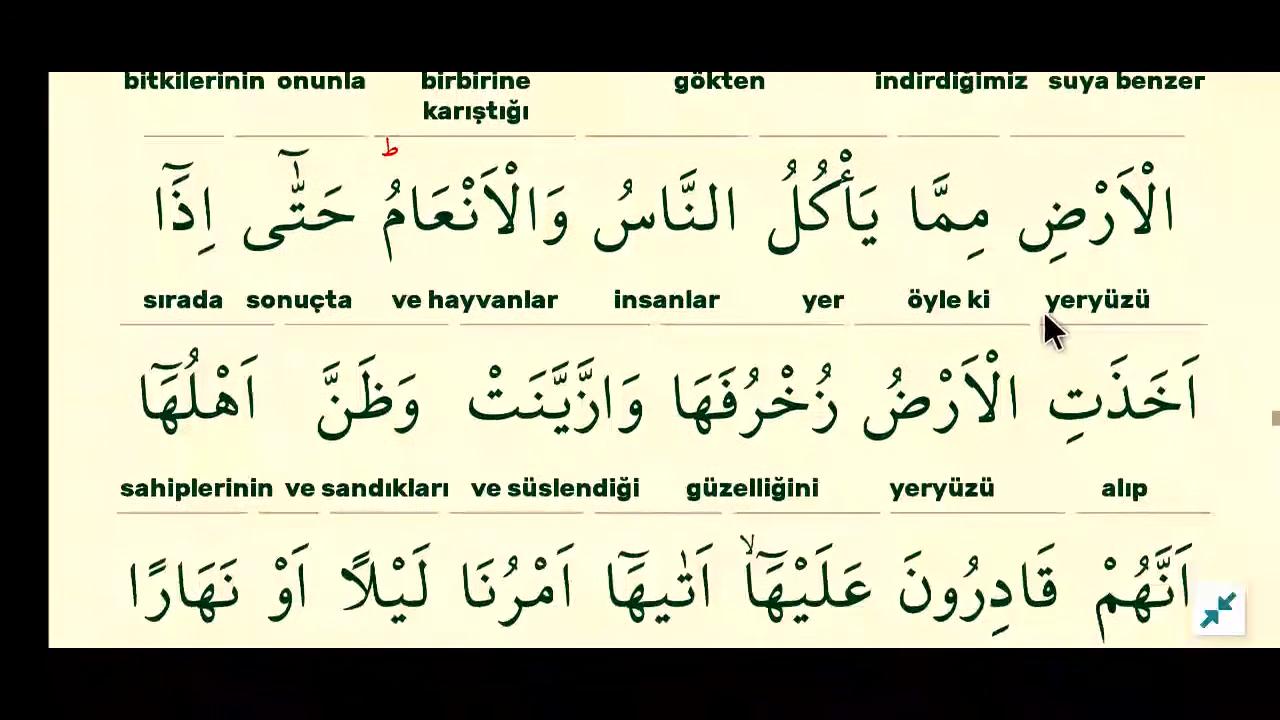 bitkilerinin onunla birbirine gökten indirdiğimiz suya benzer
karıştığı
الْاَرْضِ مِمَّا يَأْكُلُ النَّاسُ وَالْاَنْعَامُۜ حَتّٰٓى اِذَٓا
sırada sonuçta ve hayvanlar insanlar yer öyle ki yeryüzü
اَخَذَتِ الْاَرْضُ زُخْرُفَهَا وَازَّيَّنَتْ وَظَنَّ اَهْلُهَٓا
sahiplerinin ve sandıkları ve süslendiği güzelliğini yeryüzü alıp
اَنَّهُمْ قَادِرُونَ عَلَيْهَٓاۙ اَتٰيهَٓا اَمْرُنَا لَيْلًا اَوْ نَهَارًا